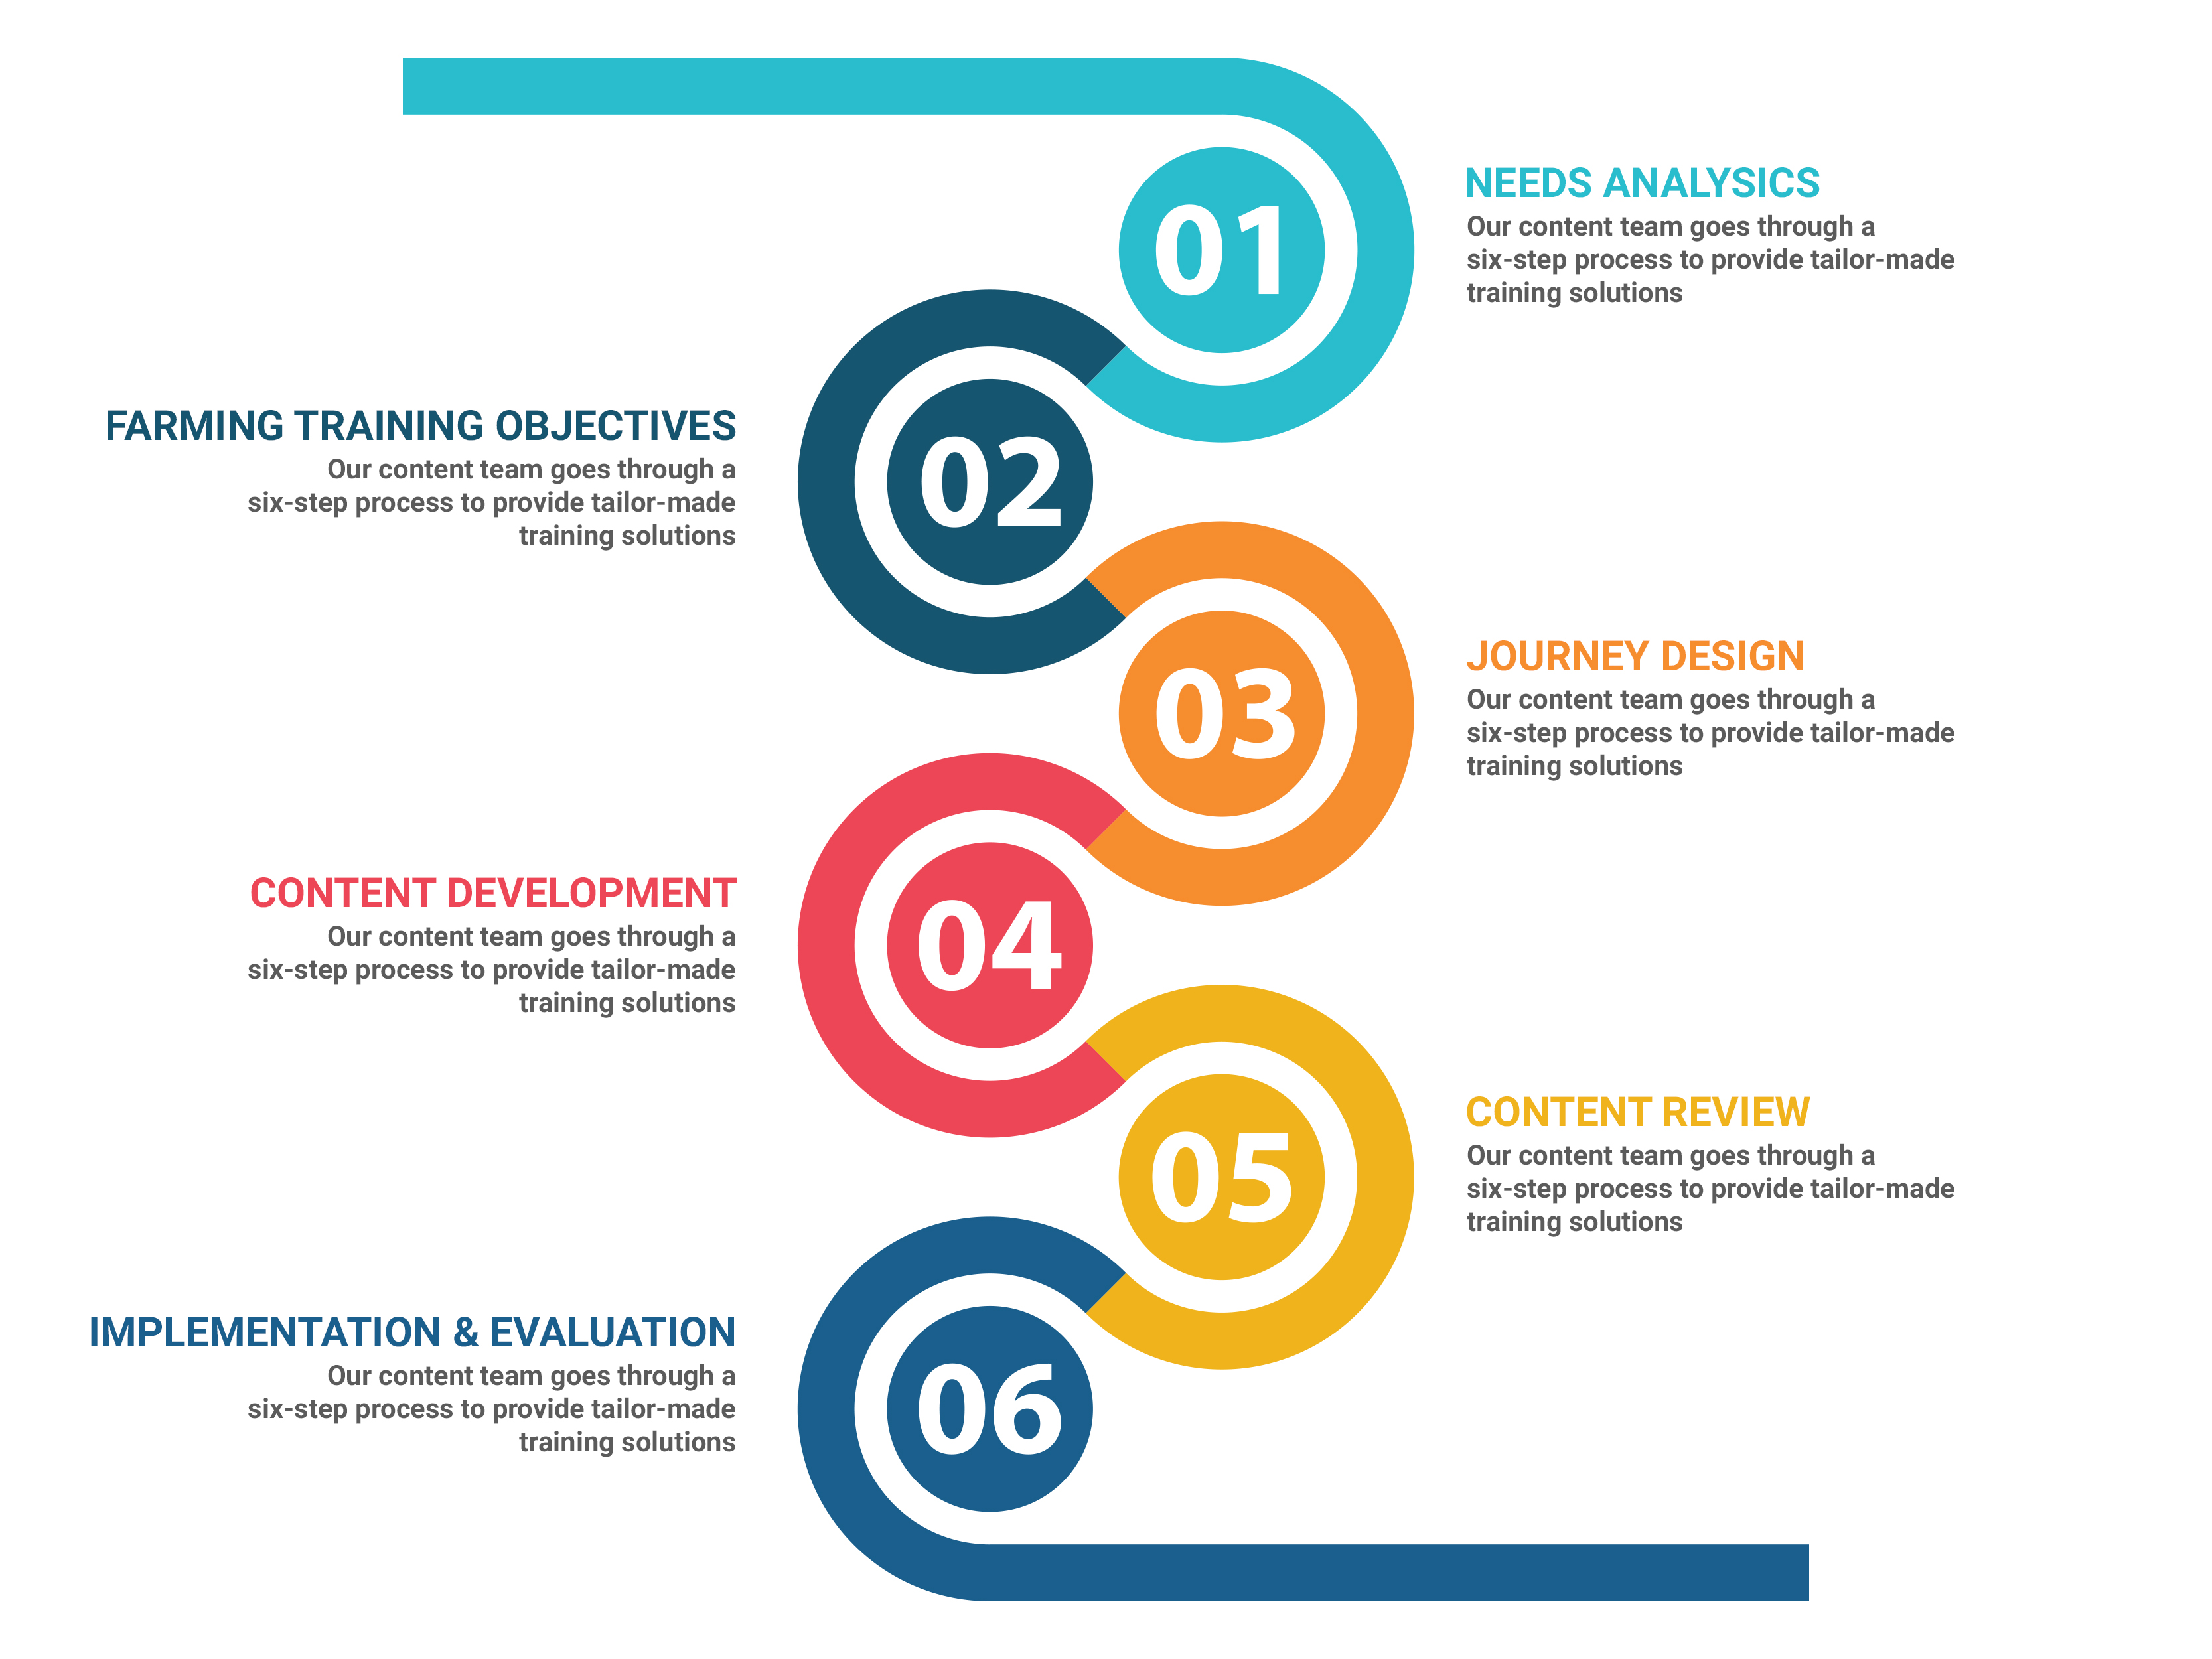 01
NEEDS ANALYSICS
Our content team goes through a
six-step process to provide tailor-made
training solutions
02
FARMING TRAINING OBJECTIVES
Our content team goes through a
six-step process to provide tailor-made
training solutions
03
JOURNEY DESIGN
Our content team goes through a
six-step process to provide tailor-made
training solutions
04
CONTENT DEVELOPMENT
Our content team goes through a
six-step process to provide tailor-made
training solutions
05
CONTENT REVIEW
Our content team goes through a
six-step process to provide tailor-made
training solutions
06
IMPLEMENTATION & EVALUATION
Our content team goes through a
six-step process to provide tailor-made
training solutions